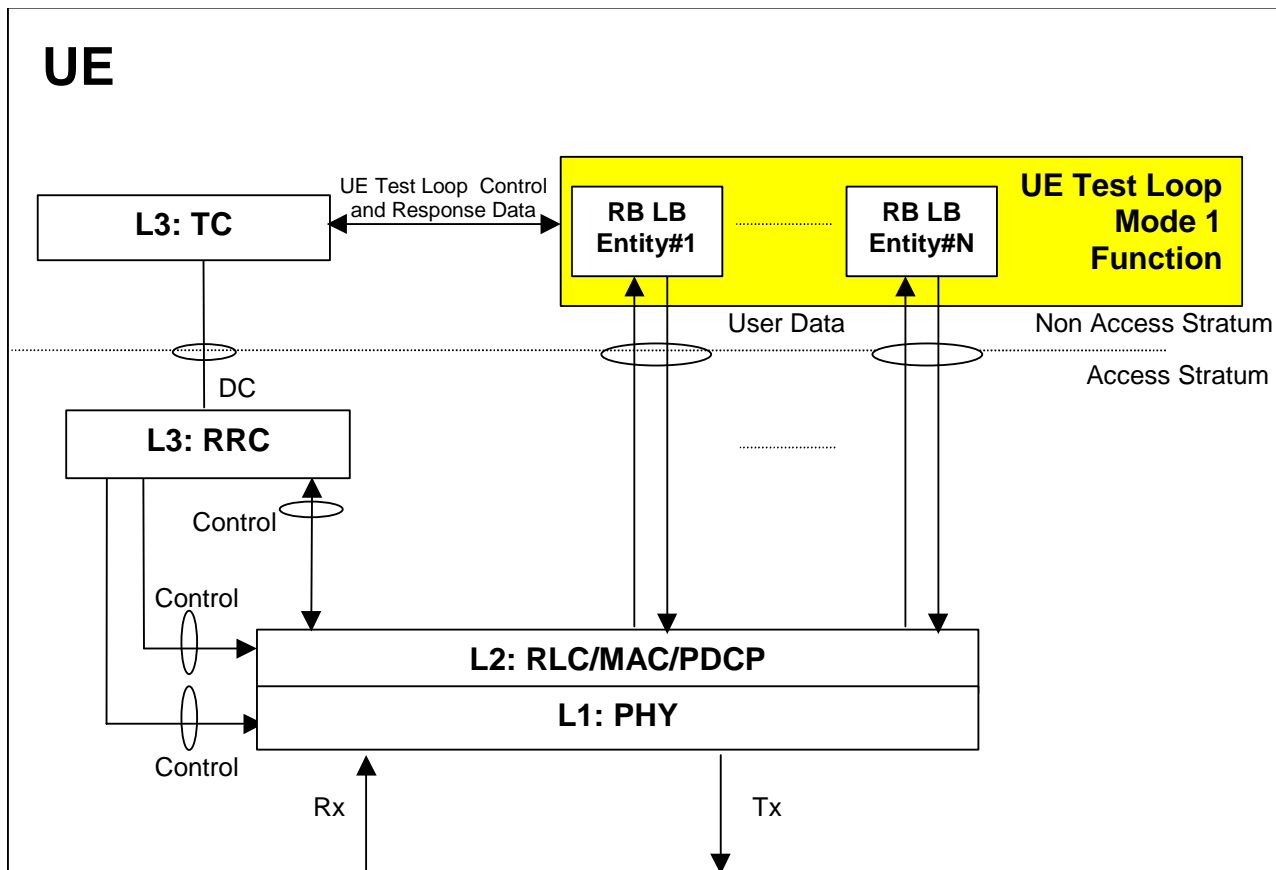 UE
UE Test Loop Control
and Response Data
L3: TC
RB LB
Entity#1
RB LB
Entity#N
UE Test Loop
Mode 1
Function
User Data
Non Access Stratum
Access Stratum
DC
L3: RRC
Control
Control
L2: RLC/MAC/PDCP
L1: PHY
Control
Rx
Tx